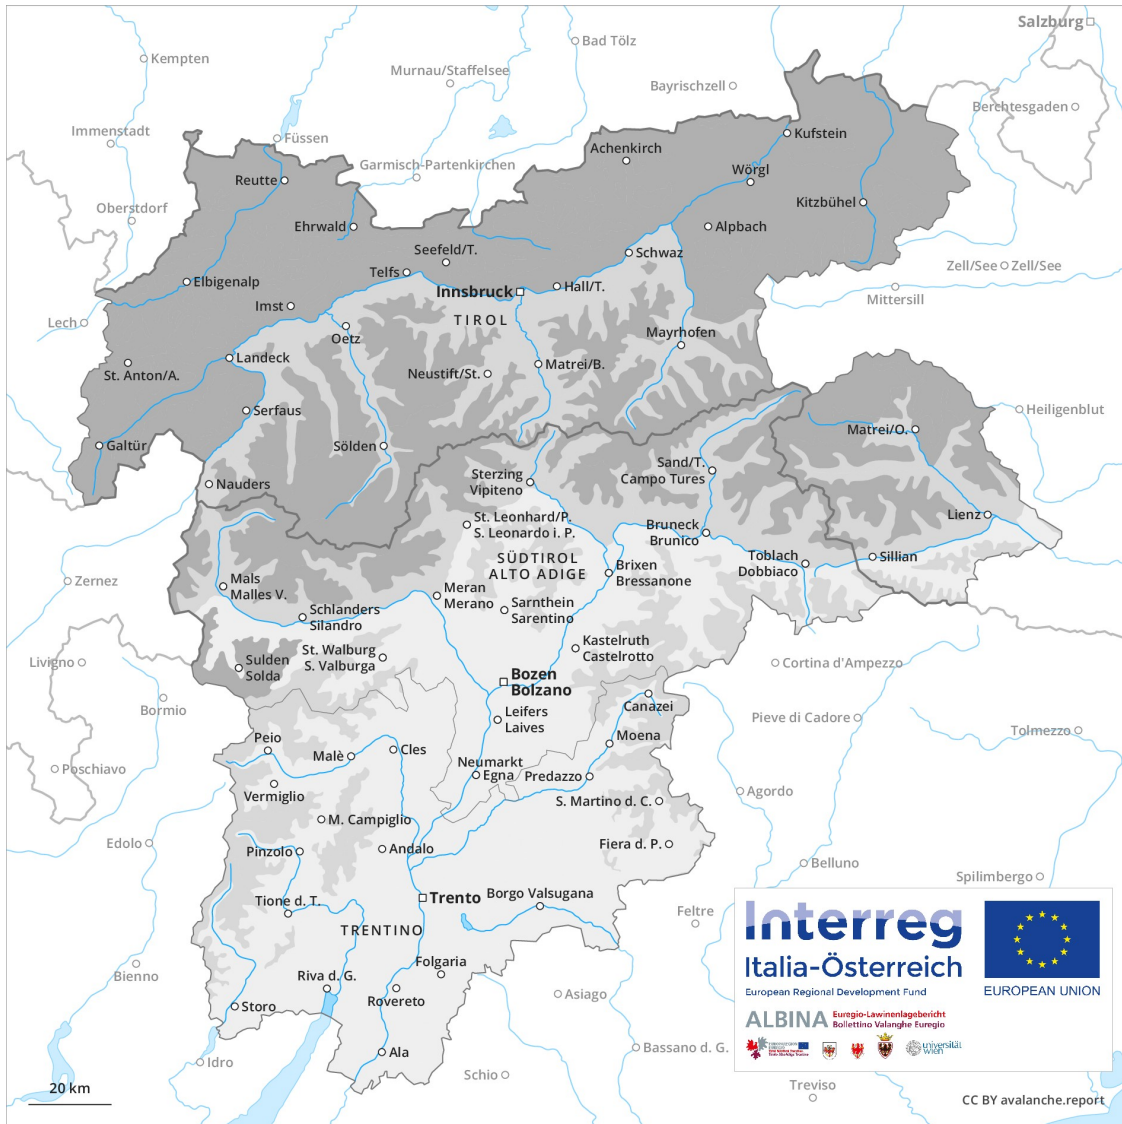 Salzburg
Bad Tölz
Kempten
Murnau/Staffelsee
Bayrischzell
Berchtesgaden
Immenstadt
Füssen
Kufstein
Achenkirch
Garmisch-Partenkirchen
Wörgl
Reutte
Kitzbühel
Oberstdorf
Ehrwald
Alpbach
Seefeld/T.
Schwaz
Telfs
Zell/See
Zell/See
Elbigenalp
Innsbruck
Hall/T.
Mittersill
Imst
TIROL
Lech
Oetz
Mayrhofen
Landeck
Matrei/B.
St. Anton/A.
Neustift/St.
Serfaus
Heiligenblut
Matrei/O.
Galtür
Sölden
Sand/T.
Campo Tures
Sterzing
Vipiteno
Nauders
St. Leonhard/P.
S. Leonardo i. P.
Lienz
Bruneck
Brunico
SÜDTIROL
ALTO ADIGE
Toblach
Dobbiaco
Sillian
Brixen
Bressanone
Zernez
Mals
Malles V.
Meran
Merano
Sarnthein
Sarentino
Schlanders
Silandro
Kastelruth
Castelrotto
St. Walburg
S. Valburga
Livigno
Sulden
Solda
Cortina d'Ampezzo
Bozen
Bolzano
Bormio
Canazei
Leifers
Laives
Pieve di Cadore
Tolmezzo
Peio
Moena
Cles
Malè
Neumarkt
Egna
Predazzo
Poschiavo
Vermiglio
Agordo
S. Martino d. C.
M. Campiglio
Edolo
Pinzolo
Andalo
Fiera d. P.
Belluno
Spilimbergo
Tione d. T.
Trento
Borgo Valsugana
Feltre
TRENTINO
Interreg
Italia-Österreich
European Regional Development Fund
EUROPEAN UNION
Bienno
Riva d. G.
Folgaria
Rovereto
Asiago
Storo
ALBINA
Euregio-Lawinenlagebericht
Bollettino Valanghe Euregio
universität
wien
Ala
Idro
Bassano d. G.
Schio
Treviso
20 km
CC BY avalanche.report